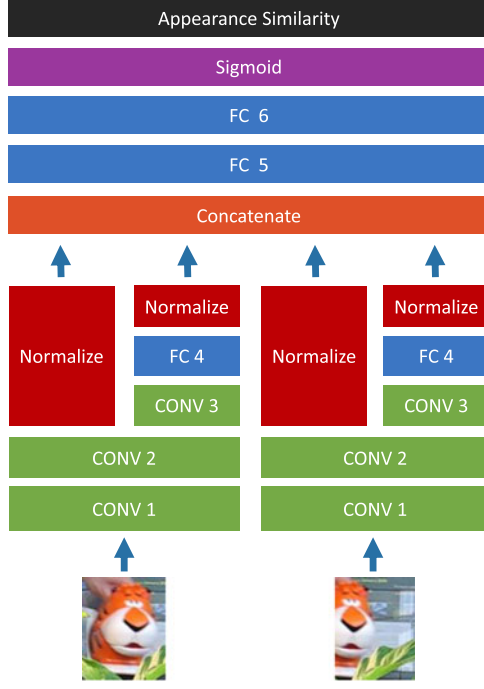 Appearance Similarity
Sigmoid
FC 6
FC 5
Concatenate
Normalize
Normalize
FC 4
CONV 3
Normalize
Normalize
FC 4
CONV 3
CONV 2
CONV 2
CONV 1
CONV 1